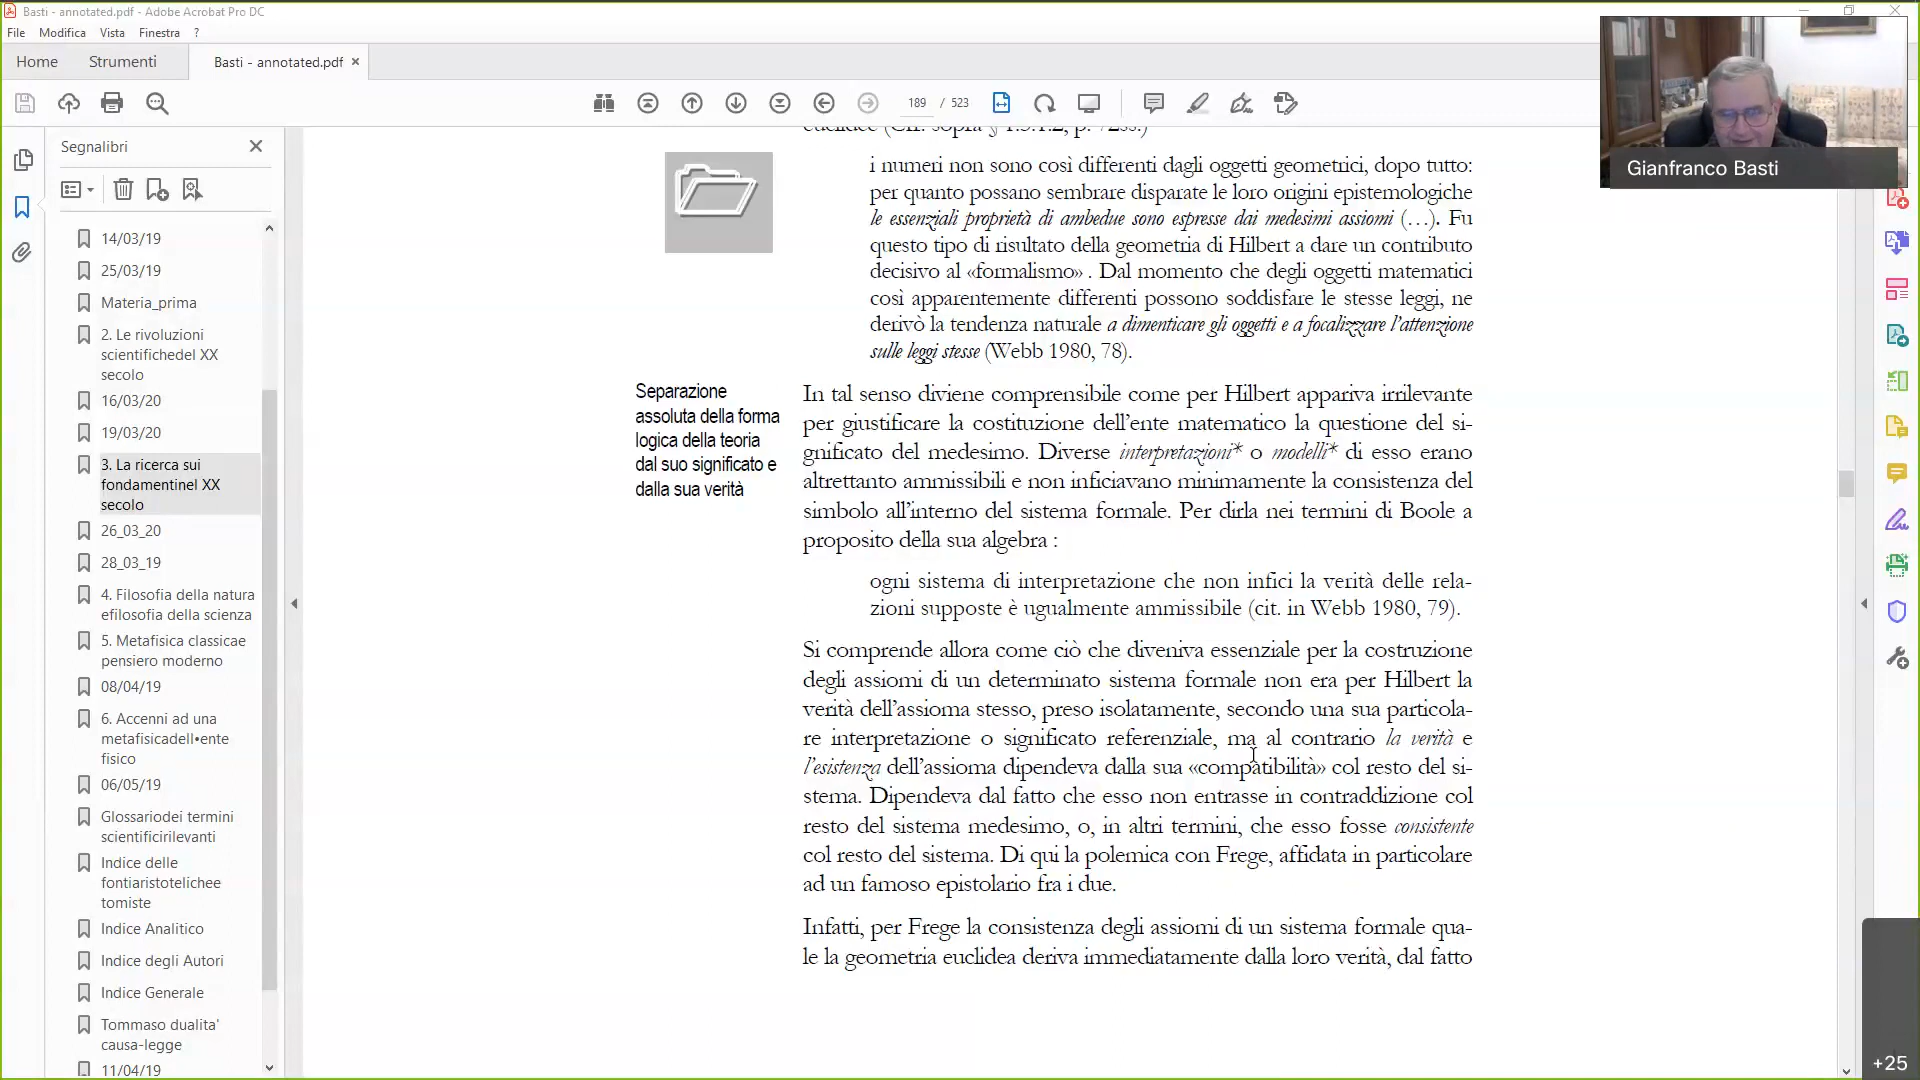 Basti - annotated.pdf - Adobe Acrobat Pro DC
File Modifica Vista Finestra ?
Home Strumenti Basti - annotated.pdf ×
189 / 523
Segnalibri
14/03/19
25/03/19
Materia_prima
2. Le rivoluzioni
scientifichedel XX
secolo
16/03/20
19/03/20
3. La ricerca sui
fondamentinel XX
secolo
26_03_20
28_03_19
4. Filosofia della natura
efilosofia della scienza
5. Metafisica classicae
pensiero moderno
08/04/19
6. Accenni ad una
metafisicadell•ente
fisico
06/05/19
Glossariodei termini
scientificirilevanti
Indice delle
fontiaristotelichee
tomiste
Indice Analitico
Indice degli Autori
Indice Generale
Tommaso dualita'
causa-legge
11/04/19
i numeri non sono così differenti dagli oggetti geometrici, dopo tutto:
per quanto possano sembrare disparate le loro origini epistemologiche
le essenziali proprietà di ambedue sono espresse dai medesimi assiomi (…). Fu
questo tipo di risultato della geometria di Hilbert a dare un contributo
decisivo al «formalismo» . Dal momento che degli oggetti matematici
così apparentemente differenti possono soddisfare le stesse leggi, ne
derivò la tendenza naturale a dimenticare gli oggetti e a focalizzare l'attenzione
sulle leggi stesse (Webb 1980, 78).
Separazione
assoluta della forma
logica della teoria
dal suo significato e
dalla sua verità
In tal senso diviene comprensibile come per Hilbert appariva irrilevante
per giustificare la costituzione dell'ente matematico la questione del si-
gnificato del medesimo. Diverse interpretazioni* o modelli* di esso erano
altrettanto ammissibili e non inficiavano minimamente la consistenza del
simbolo all'interno del sistema formale. Per dirla nei termini di Boole a
proposito della sua algebra :
ogni sistema di interpretazione che non infici la verità delle rela-
zioni supposte è ugualmente ammissibile (cit. in Webb 1980, 79).
Si comprende allora come ciò che diveniva essenziale per la costruzione
degli assiomi di un determinato sistema formale non era per Hilbert la
verità dell'assioma stesso, preso isolatamente, secondo una sua particola-
re interpretazione o significato referenziale, ma al contrario la verità e
l'esistenza dell'assioma dipendeva dalla sua «compatibilità» col resto del si-
stema. Dipendeva dal fatto che esso non entrasse in contraddizione col
resto del sistema medesimo, o, in altri termini, che esso fosse consistente
col resto del sistema. Di qui la polemica con Frege, affidata in particolare
ad un famoso epistolario fra i due.
Infatti, per Frege la consistenza degli assiomi di un sistema formale qua-
le la geometria euclidea deriva immediatamente dalla loro verità, dal fatto
Gianfranco Basti
+25